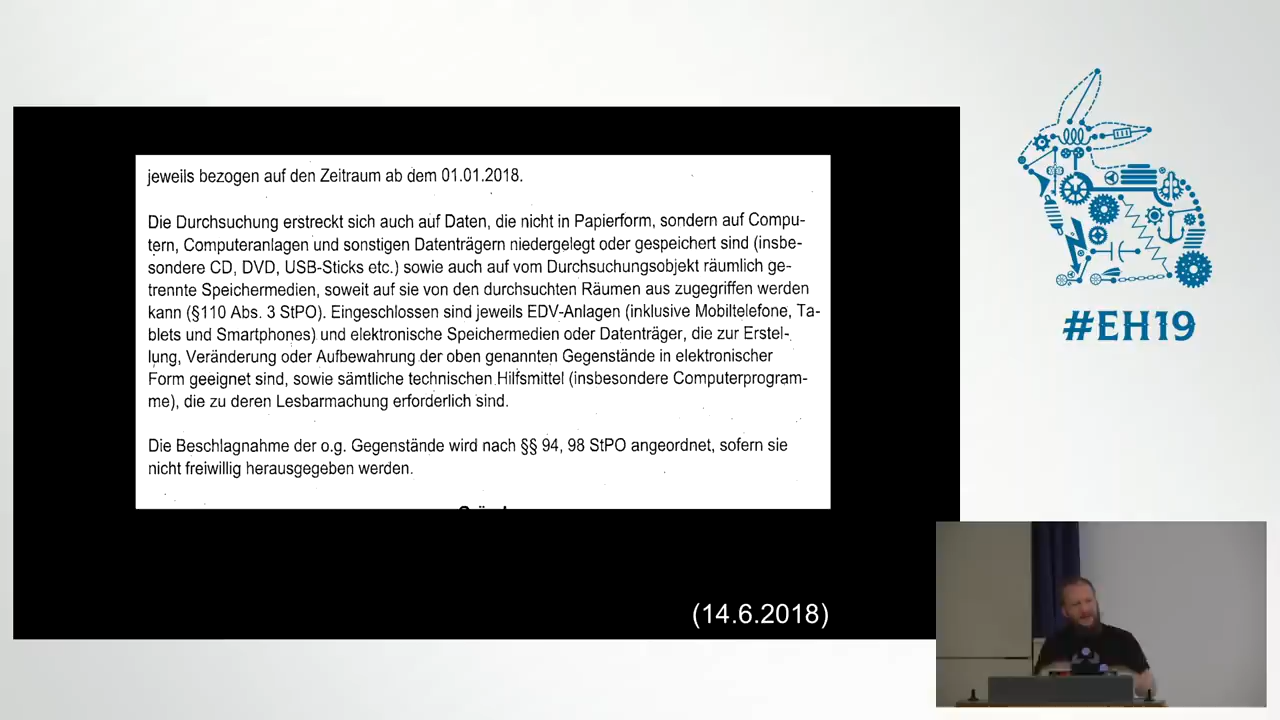 jeweils bezogen auf den Zeitraum ab dem 01.01.2018.
Die Durchsuchung erstreckt sich auch auf Daten, die nicht in Papierform, sondern auf Compu-
tern, Computeranlagen und sonstigen Datenträgern niedergelegt oder gespeichert sind (insbe-
sondere CD, DVD, USB-Sticks etc.) sowie auch auf vom Durchsuchungsobjekt räumlich ge-
trennte Speichermedien, soweit auf sie von den durchsuchten Räumen aus zugegriffen werden
kann (§110 Abs. 3 StPO). Eingeschlossen sind jeweils EDV-Anlagen (inklusive Mobiltelefone, Ta-
blets und Smartphones) und elektronische Speichermedien oder Datenträger, die zur Erstel-
lung, Veränderung oder Aufbewahrung der oben genannten Gegenstände in elektronischer
Form geeignet sind, sowie sämtliche technischen Hilfsmittel (insbesondere Computerprogram-
me), die zu deren Lesbarmachung erforderlich sind.
Die Beschlagnahme der o.g. Gegenstände wird nach §§ 94, 98 StPO angeordnet, sofern sie
nicht freiwillig herausgegeben werden.
(14.6.2018)
#EH19